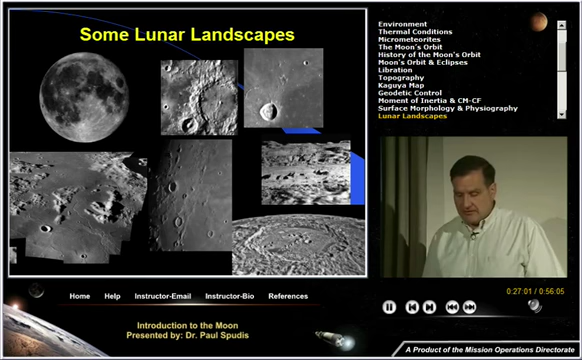 Some Lunar Landscapes
Environment
Thermal Conditions
Micrometeorites
The Moon's Orbit
History of the Moon's Orbit
Moon's Orbit & Eclipses
Libration
Topography
Kaguya Map
Geodetic Control
Moment of Inertia & CM-CF
Surface Morphology & Physiography
Lunar Landscapes
0:27:01 / 0:56:05
Home Help Instructor-Email Instructor-Bio References
Introduction to the Moon
Presented by: Dr. Paul Spudis
A Product of the Mission Operations Directorate